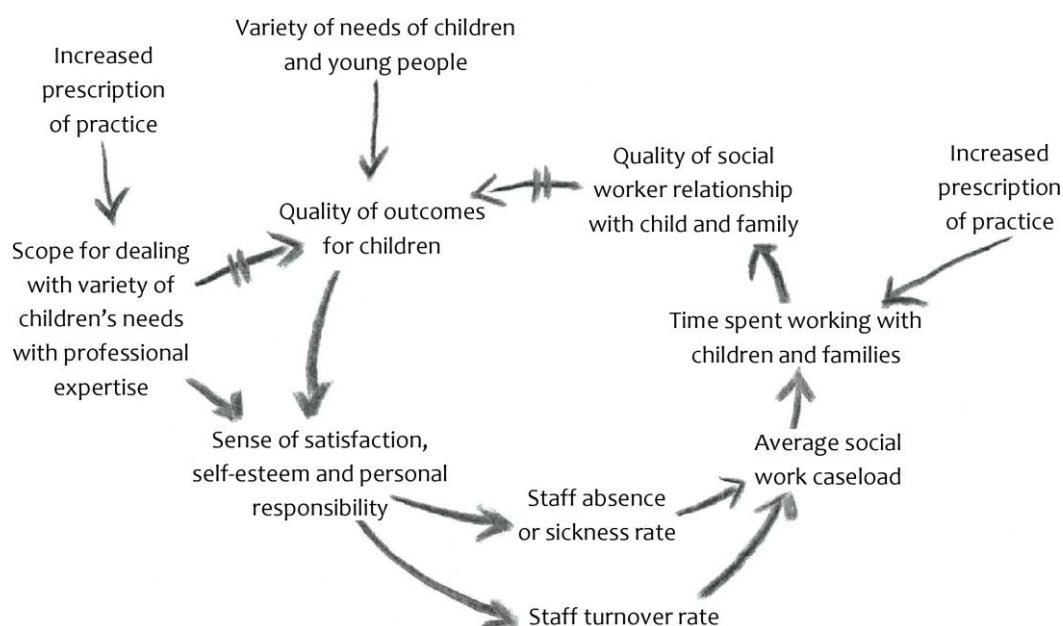 Variety of needs of children
and young people
Increased
prescription
of practice
Quality of social
worker relationship
with child and family
Increased
prescription
of practice
Quality of outcomes
for children
Scope for dealing
with variety of
children’s needs
with professional
expertise
Time spent working with
children and families
Sense of satisfaction,
self-esteem and personal
responsibility
Average social
work caseload
Staff absence
or sickness rate
Staff turnover rate